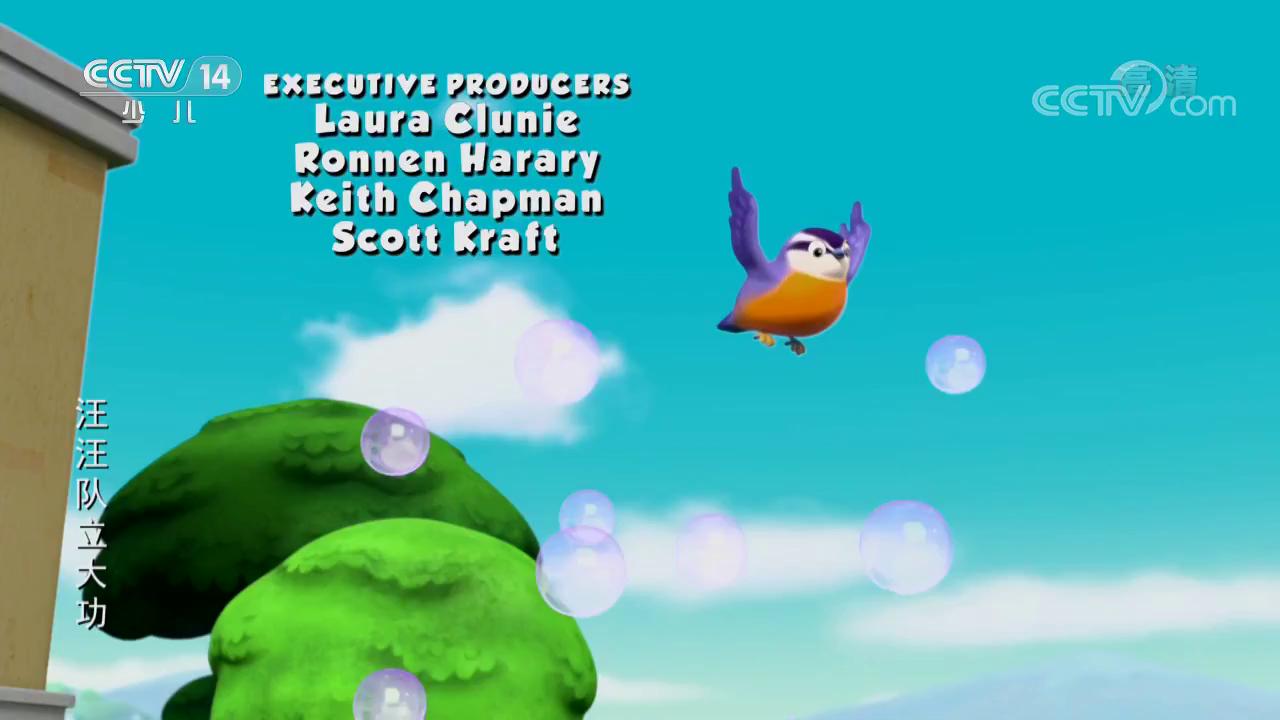 CCTV 14
少儿
EXECUTIVE PRODUCERS
Laura Clunie
Ronnen Harary
Keith Chapman
Scott Kraft
高清
CCTV.com
汪汪队立大功